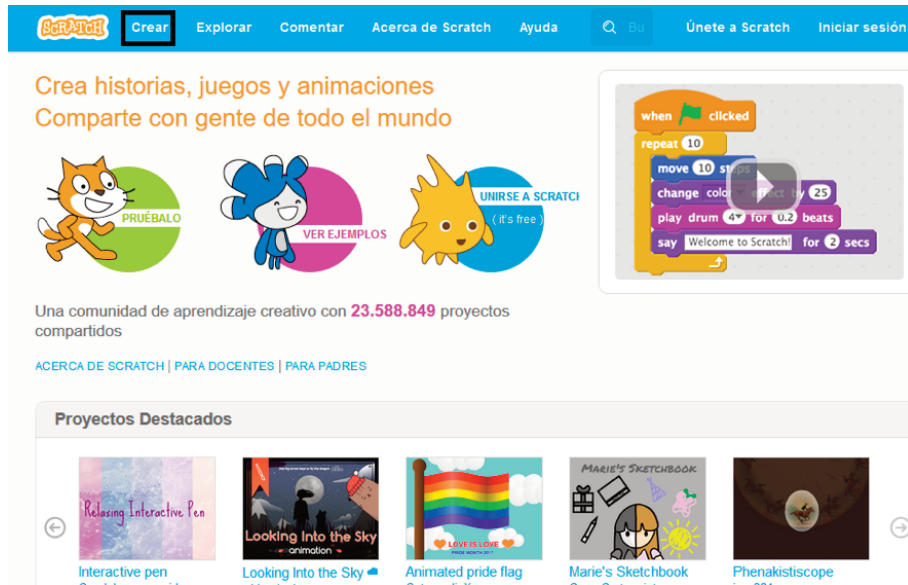 SCRATCH Crear Explorar Comentar Acerca de Scratch Ayuda Bu Únete a Scratch Iniciar sesión
Crea historias, juegos y animaciones
Comparte con gente de todo el mundo
PRUÉBALO
VER EJEMPLOS
UNIRSE A SCRATCH
(it's free)
when clicked
repeat 10
move 10 steps
change color effect by 25
play drum 4 for 0.2 beats
say Welcome to Scratch! for 2 secs
Una comunidad de aprendizaje creativo con 23.588.849 proyectos
compartidos
ACERCA DE SCRATCH | PARA DOCENTES | PARA PADRES
Proyectos Destacados
Relaxing Interactive Pen
Looking Into the Sky
animation
LOVE IS LOVE
PRIDE MONTH 2017
MARIE'S SKETCHBOOK
Interactive pen
Looking Into the Sky
Animated pride flag
Marie's Sketchbook
Phenakistiscope